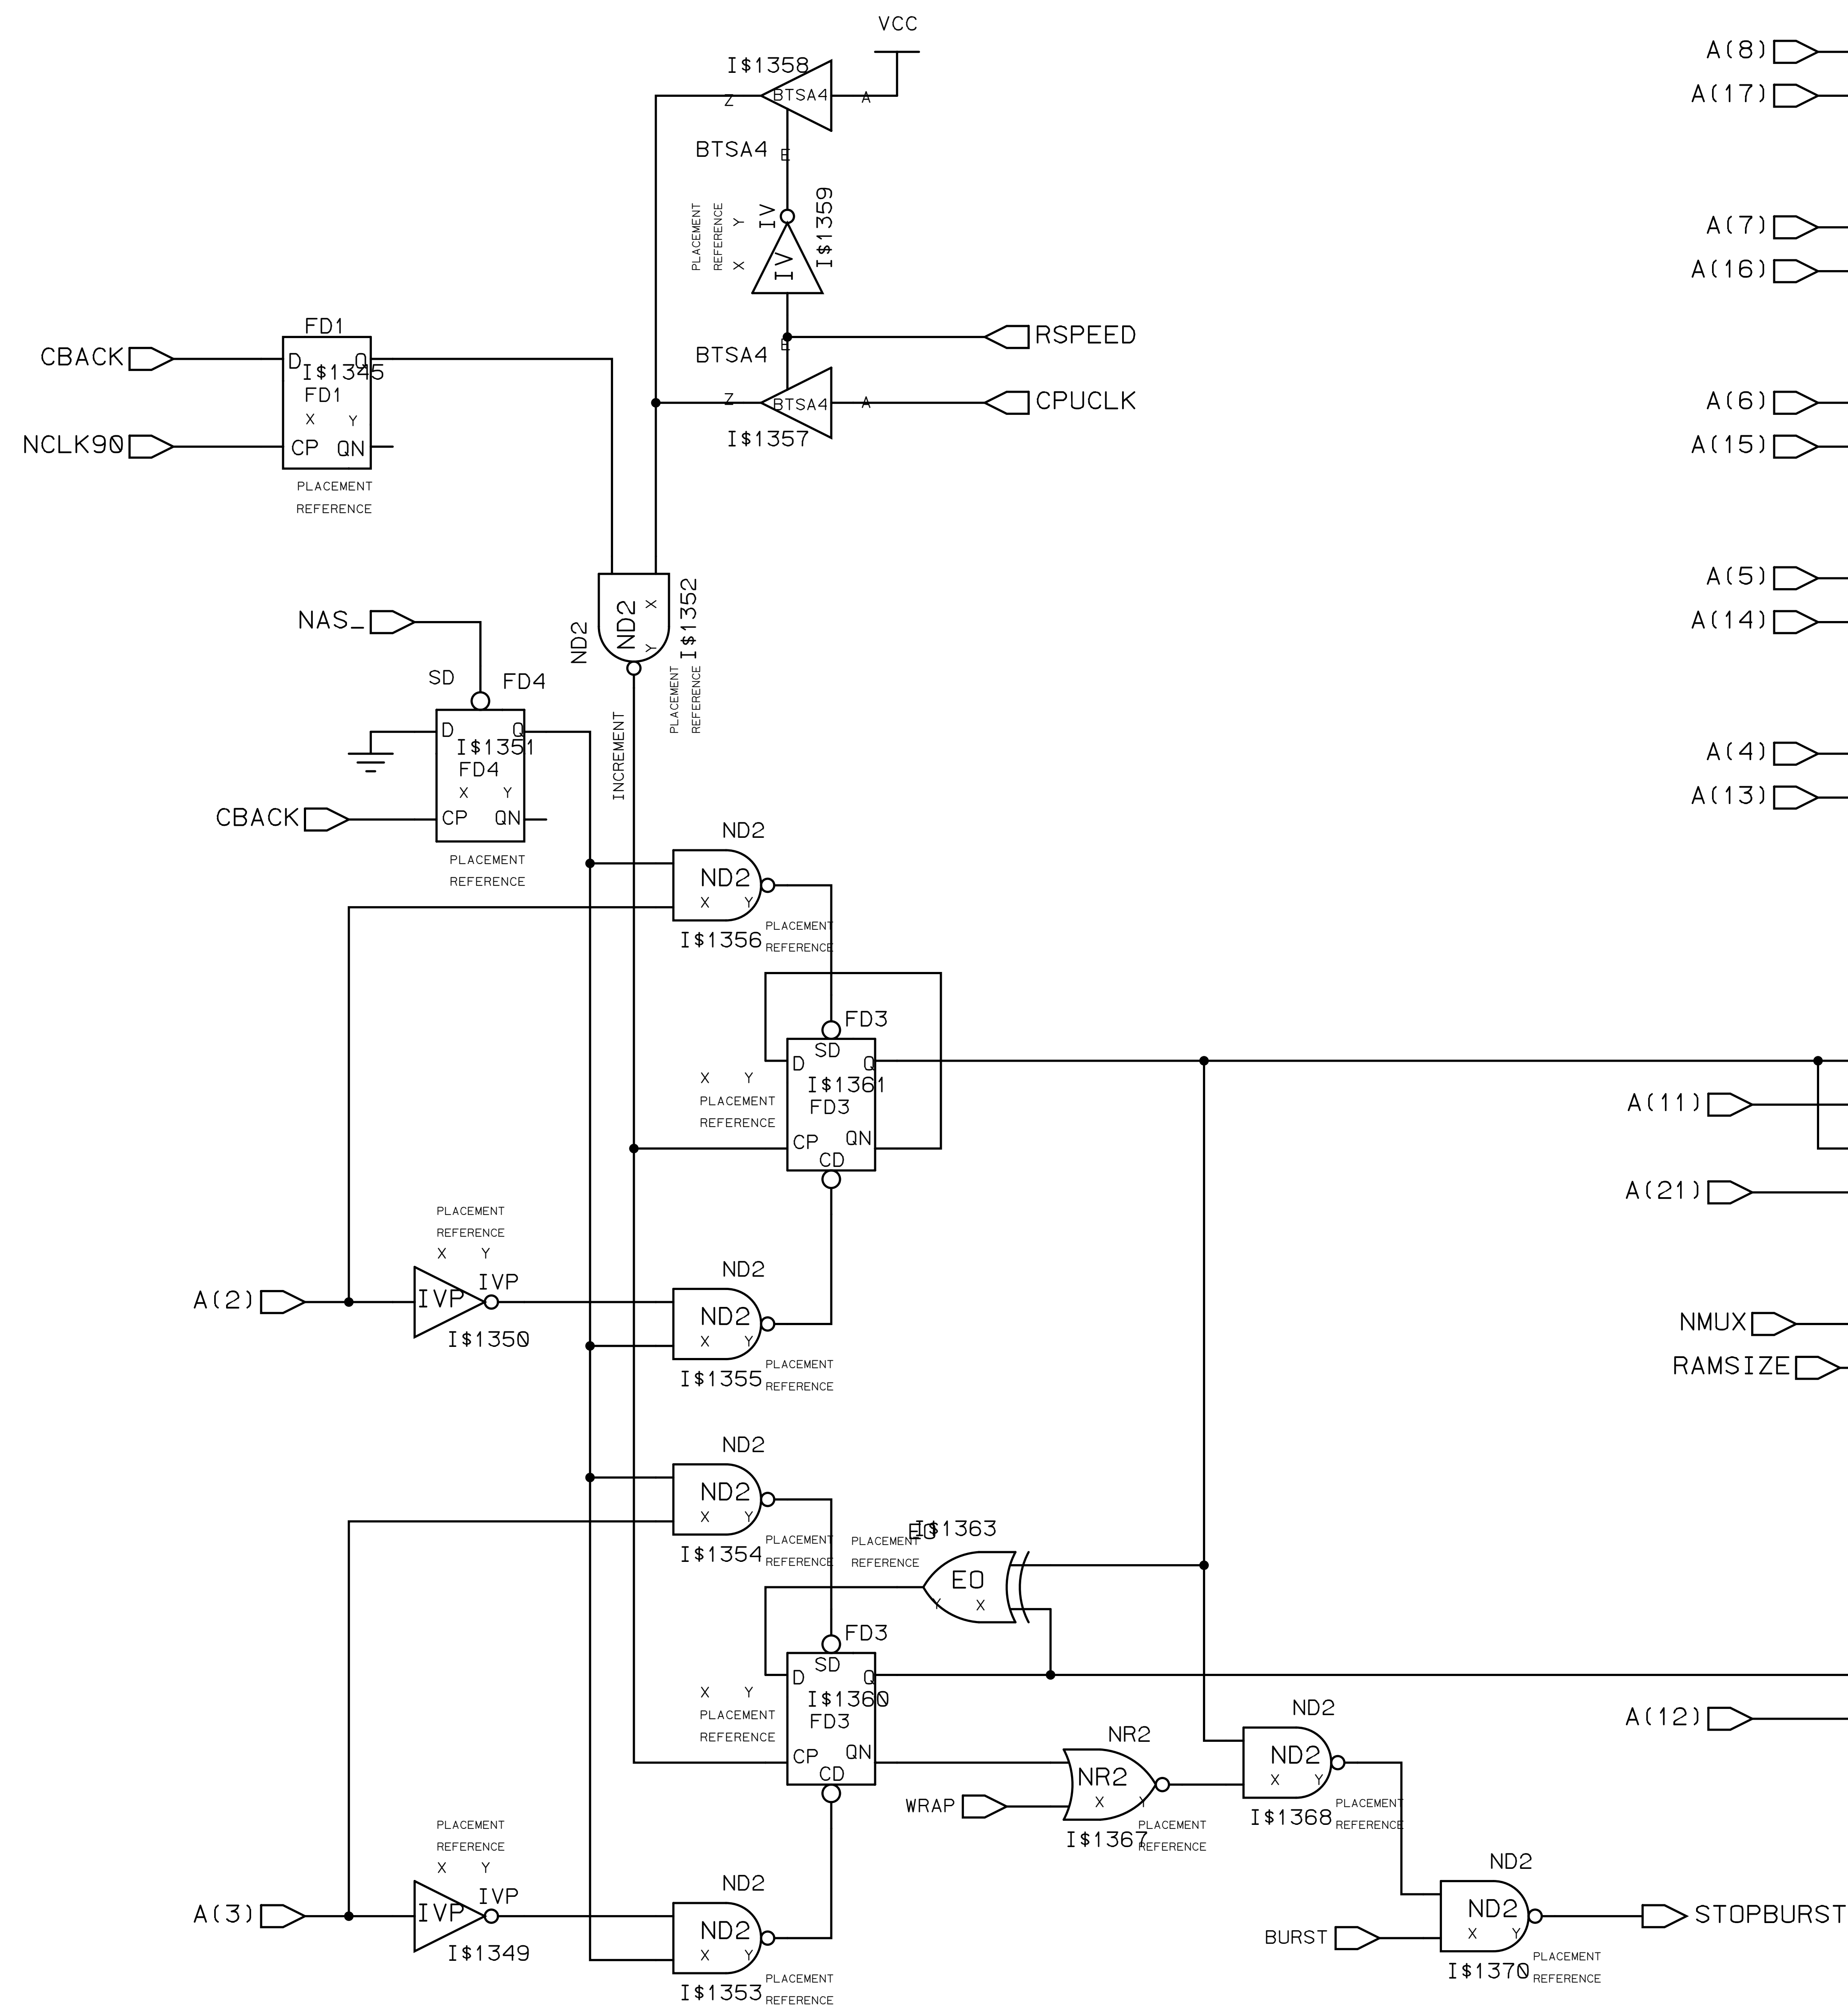 VCC
I$1358
BTSA4
Z
A
BTSA4
E
PLACEMENT
REFERENCE
X Y
IV
IV
I$1359
RSPEED
BTSA4
E
CPUCLK
BTSA4
Z
A
I$1357
FD1
CBACK
D
Q
I$1345
FD1
X Y
NCLK90
CP
QN
PLACEMENT
REFERENCE
ND2
ND2
X
Y
I$1352
PLACEMENT
REFERENCE
INCREMENT
NAS_
SD
FD4
D
Q
I$1351
FD4
X Y
CBACK
CP
QN
PLACEMENT
REFERENCE
ND2
ND2
X Y
I$1356
PLACEMENT
REFERENCE
FD3
SD
D
Q
I$1361
FD3
X Y
PLACEMENT
REFERENCE
CP
QN
CD
PLACEMENT
REFERENCE
X Y
A(2)
IVP
IVP
I$1350
ND2
ND2
X Y
I$1355
PLACEMENT
REFERENCE
ND2
ND2
X Y
I$1354
PLACEMENT
REFERENCE
PLACEMENT
REFERENCE
EO
I$1363
EO
Y X
FD3
SD
D
Q
I$1360
FD3
X Y
PLACEMENT
REFERENCE
CP
QN
CD
WRAP
NR2
NR2
X Y
I$1367
PLACEMENT
REFERENCE
ND2
ND2
X Y
I$1368
PLACEMENT
REFERENCE
PLACEMENT
REFERENCE
X Y
A(3)
IVP
IVP
I$1349
ND2
ND2
X Y
I$1353
PLACEMENT
REFERENCE
BURST
ND2
ND2
X Y
I$1370
PLACEMENT
REFERENCE
STOPBURST
A(8)
A(17)
A(7)
A(16)
A(6)
A(15)
A(5)
A(14)
A(4)
A(13)
A(11)
A(21)
NMUX
RAMSIZE
A(12)